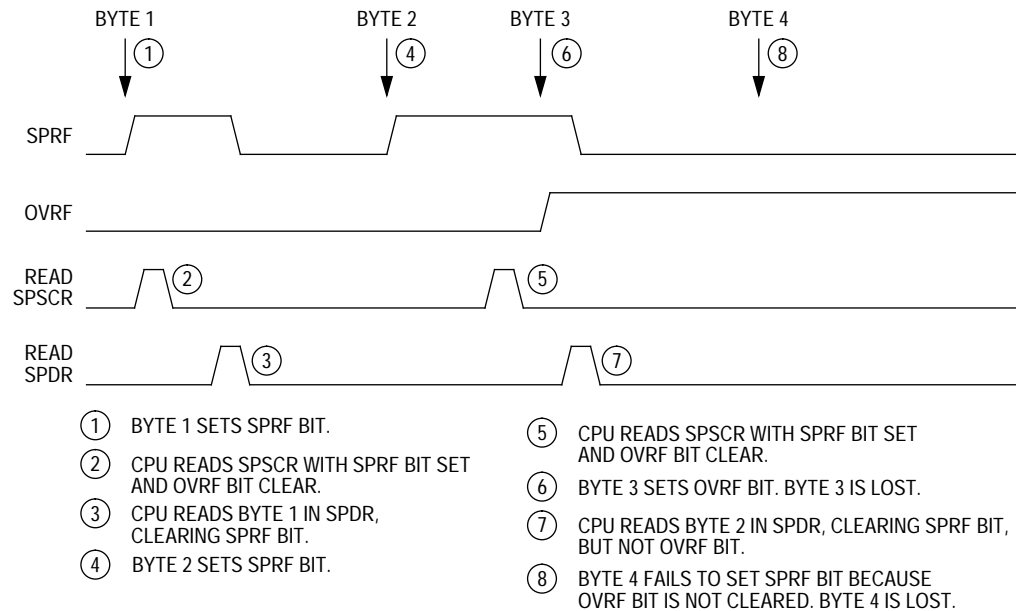 BYTE 1
BYTE 2
BYTE 3
BYTE 4
1
4
6
8
SPRF
OVRF
READ
SPSCR
2
5
READ
SPDR
3
7
1 BYTE 1 SETS SPRF BIT.
2 CPU READS SPSCR WITH SPRF BIT SET
AND OVRF BIT CLEAR.
3 CPU READS BYTE 1 IN SPDR,
CLEARING SPRF BIT.
4 BYTE 2 SETS SPRF BIT.
5 CPU READS SPSCR WITH SPRF BIT SET
AND OVRF BIT CLEAR.
6 BYTE 3 SETS OVRF BIT. BYTE 3 IS LOST.
7 CPU READS BYTE 2 IN SPDR, CLEARING SPRF BIT,
BUT NOT OVRF BIT.
8 BYTE 4 FAILS TO SET SPRF BIT BECAUSE
OVRF BIT IS NOT CLEARED. BYTE 4 IS LOST.